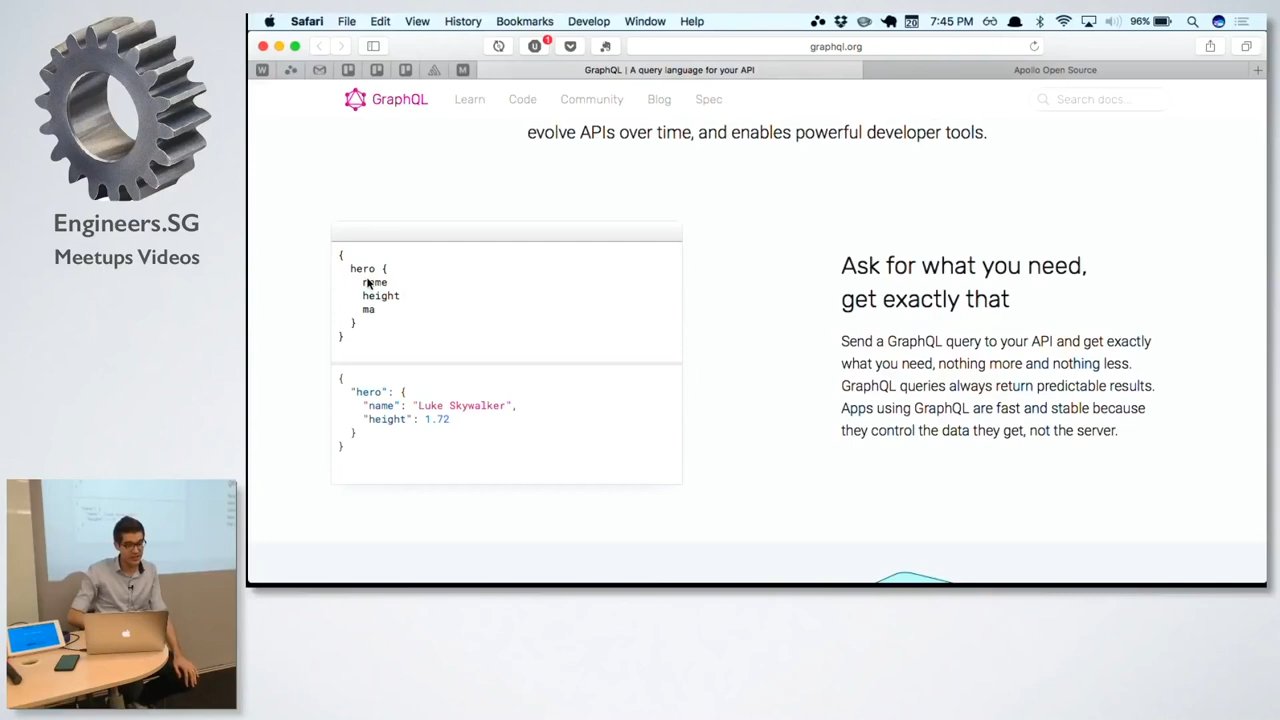 Safari File Edit View History Bookmarks Develop Window Help 20 7:45 PM 96%
1
graphql.org
W M GraphQL | A query language for your API Apollo Open Source
GraphQL Learn Code Community Blog Spec Search docs...
evolve APIs over time, and enables powerful developer tools.
Engineers.SG
Meetups Videos
{
hero {
name
height
ma
}
}
{
"hero": {
"name": "Luke Skywalker",
"height": 1.72
}
}
Ask for what you need,
get exactly that
Send a GraphQL query to your API and get exactly
what you need, nothing more and nothing less.
GraphQL queries always return predictable results.
Apps using GraphQL are fast and stable because
they control the data they get, not the server.